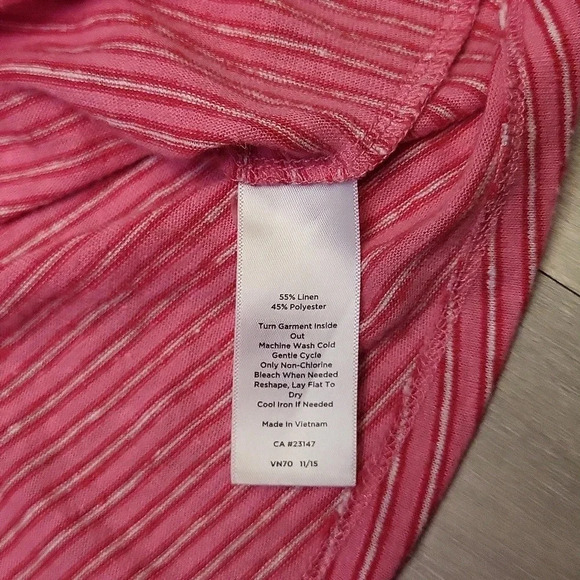 55% Linen
45% Polyester
Turn Garment Inside
Out
Machine Wash Cold
Gentle Cycle
Only Non-Chlorine
Bleach When Needed
Reshape, Lay Flat To
Dry
Cool Iron If Needed
Made In Vietnam
CA #23147
VN70 11/15